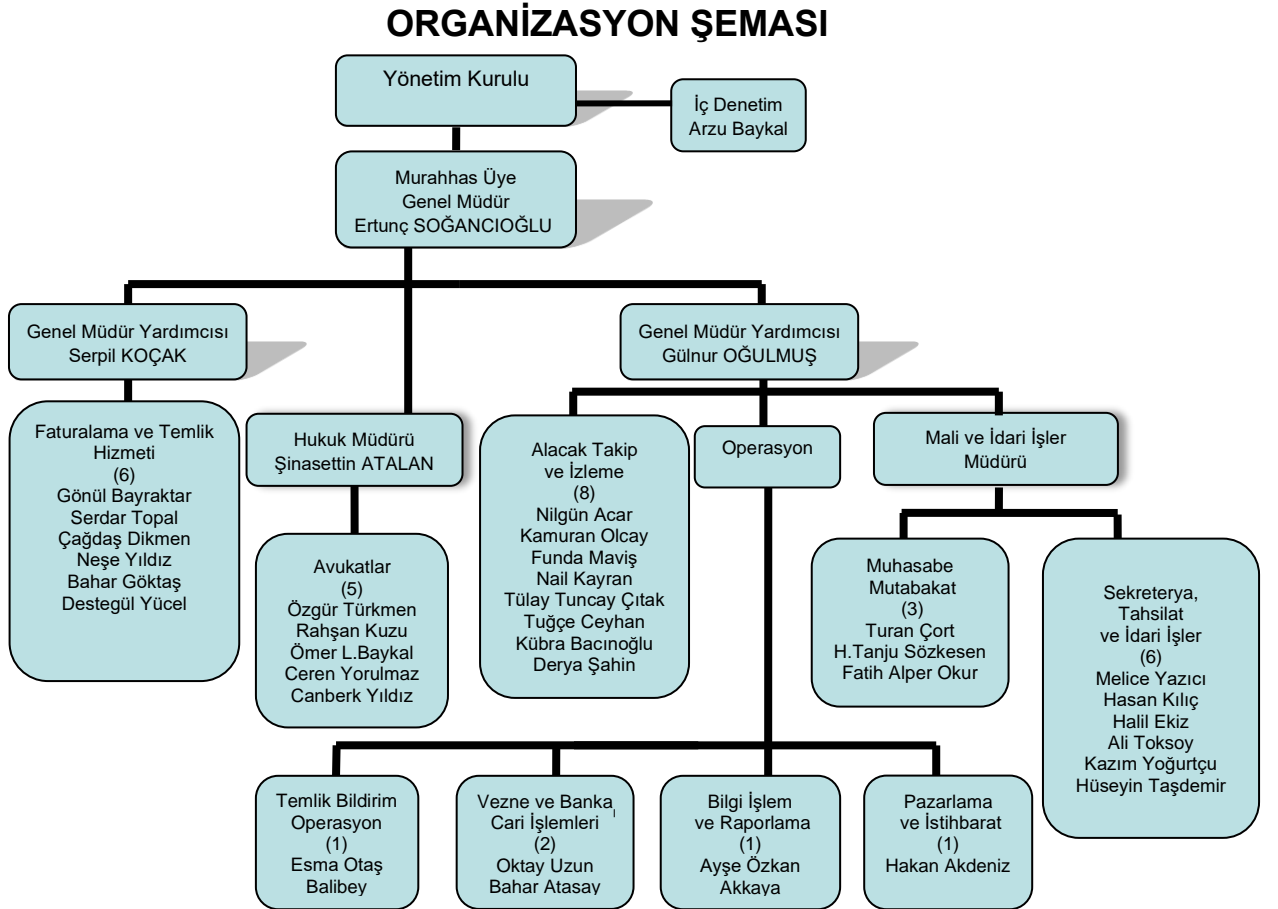 ORGANİZASYON ŞEMASI
Yönetim Kurulu
İç Denetim
Arzu Baykal
Murahhas Üye
Genel Müdür
Ertunç SOĞANCIOĞLU
Genel Müdür Yardımcısı
Serpil KOÇAK
Genel Müdür Yardımcısı
Gülnur OĞULMUŞ
Faturalama ve Temlik
Hizmeti
(6)
Gönül Bayraktar
Serdar Topal
Çağdaş Dikmen
Neşe Yıldız
Bahar Göktaş
Destegül Yücel
Hukuk Müdürü
Şinasettin ATALAN
Avukatlar
(5)
Özgür Türkmen
Rahşan Kuzu
Ömer L.Baykal
Ceren Yorulmaz
Canberk Yıldız
Alacak Takip
ve İzleme
(8)
Nilgün Acar
Kamuran Olcay
Funda Maviş
Nail Kayran
Tülay Tuncay Çıtak
Tuğçe Ceyhan
Kübra Bacınoğlu
Derya Şahin
Operasyon
Mali ve İdari İşler
Müdürü
Muhasabe
Mutabakat
(3)
Turan Çort
H.Tanju Sözkesen
Fatih Alper Okur
Sekreterya,
Tahsilat
ve İdari İşler
(6)
Melice Yazıcı
Hasan Kılıç
Halil Ekiz
Ali Toksoy
Kazım Yoğurtçu
Hüseyin Taşdemir
Temlik Bildirim
Operasyon
(1)
Esma Otaş
Balibey
Vezne ve Banka
Cari İşlemleri
(2)
Oktay Uzun
Bahar Atasay
Bilgi İşlem
ve Raporlama
(1)
Ayşe Özkan
Akkaya
Pazarlama
ve İstihbarat
(1)
Hakan Akdeniz